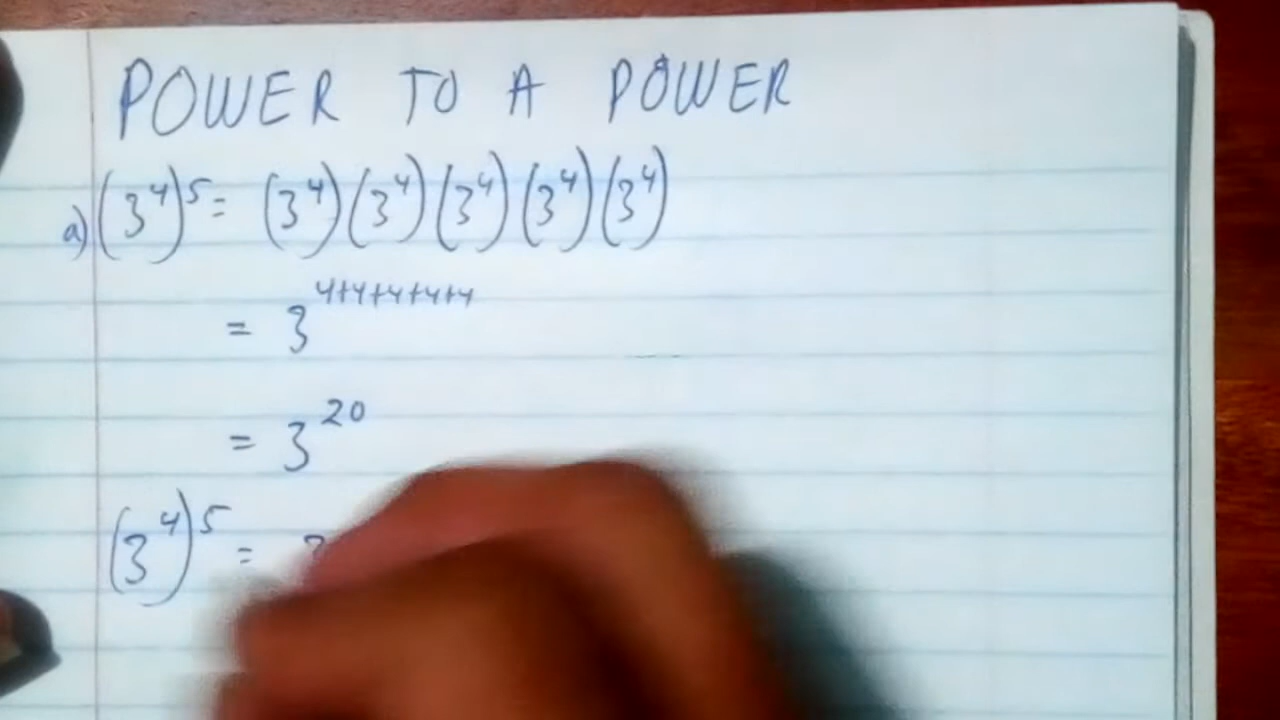 POWER TO A POWER
a) (3⁴)⁵ = (3⁴)(3⁴)(3⁴)(3⁴)(3⁴)
= 3⁴⁺⁴⁺⁴⁺⁴⁺⁴
= 3²⁰
(3⁴)⁵ =